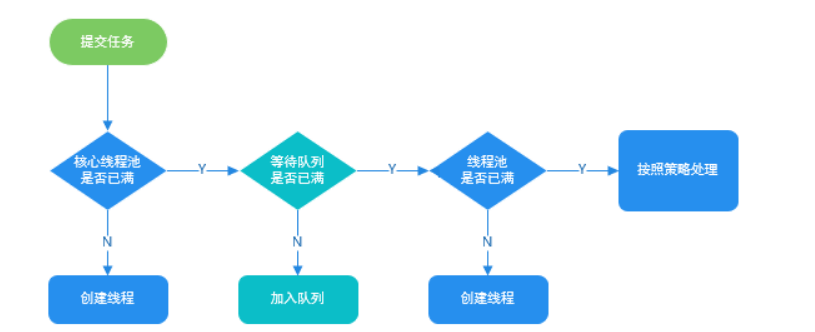 提交任务
核心线程池
是否已满
Y
等待队列
是否已满
Y
线程池
是否已满
Y
按照策略处理
N
N
N
创建线程
加入队列
创建线程